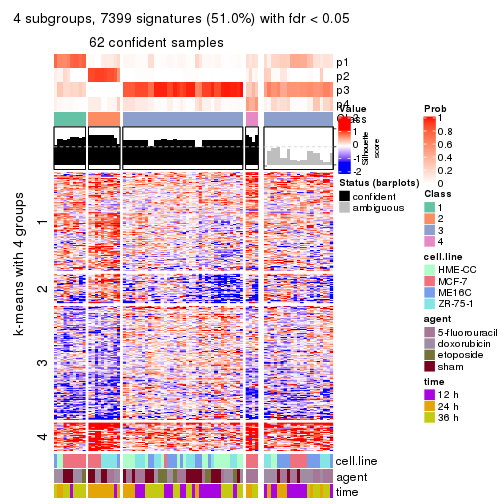 4 subgroups, 7399 signatures (51.0%) with fdr < 0.05
62 confident samples
p1
p2
p3
p4
Class
k-means with 4 groups
1
2
3
4
cell.line
agent
time
Value
2
1
0
-1
-2
Silhouette
score
1
0
Status (barplots)
confident
ambiguous
Prob
1
0.8
0.6
0.4
0.2
0
Class
1
2
3
4
cell.line
HME-CC
MCF-7
ME16C
ZR-75-1
agent
5-fluorouracil
doxorubicin
etoposide
sham
time
12 h
24 h
36 h